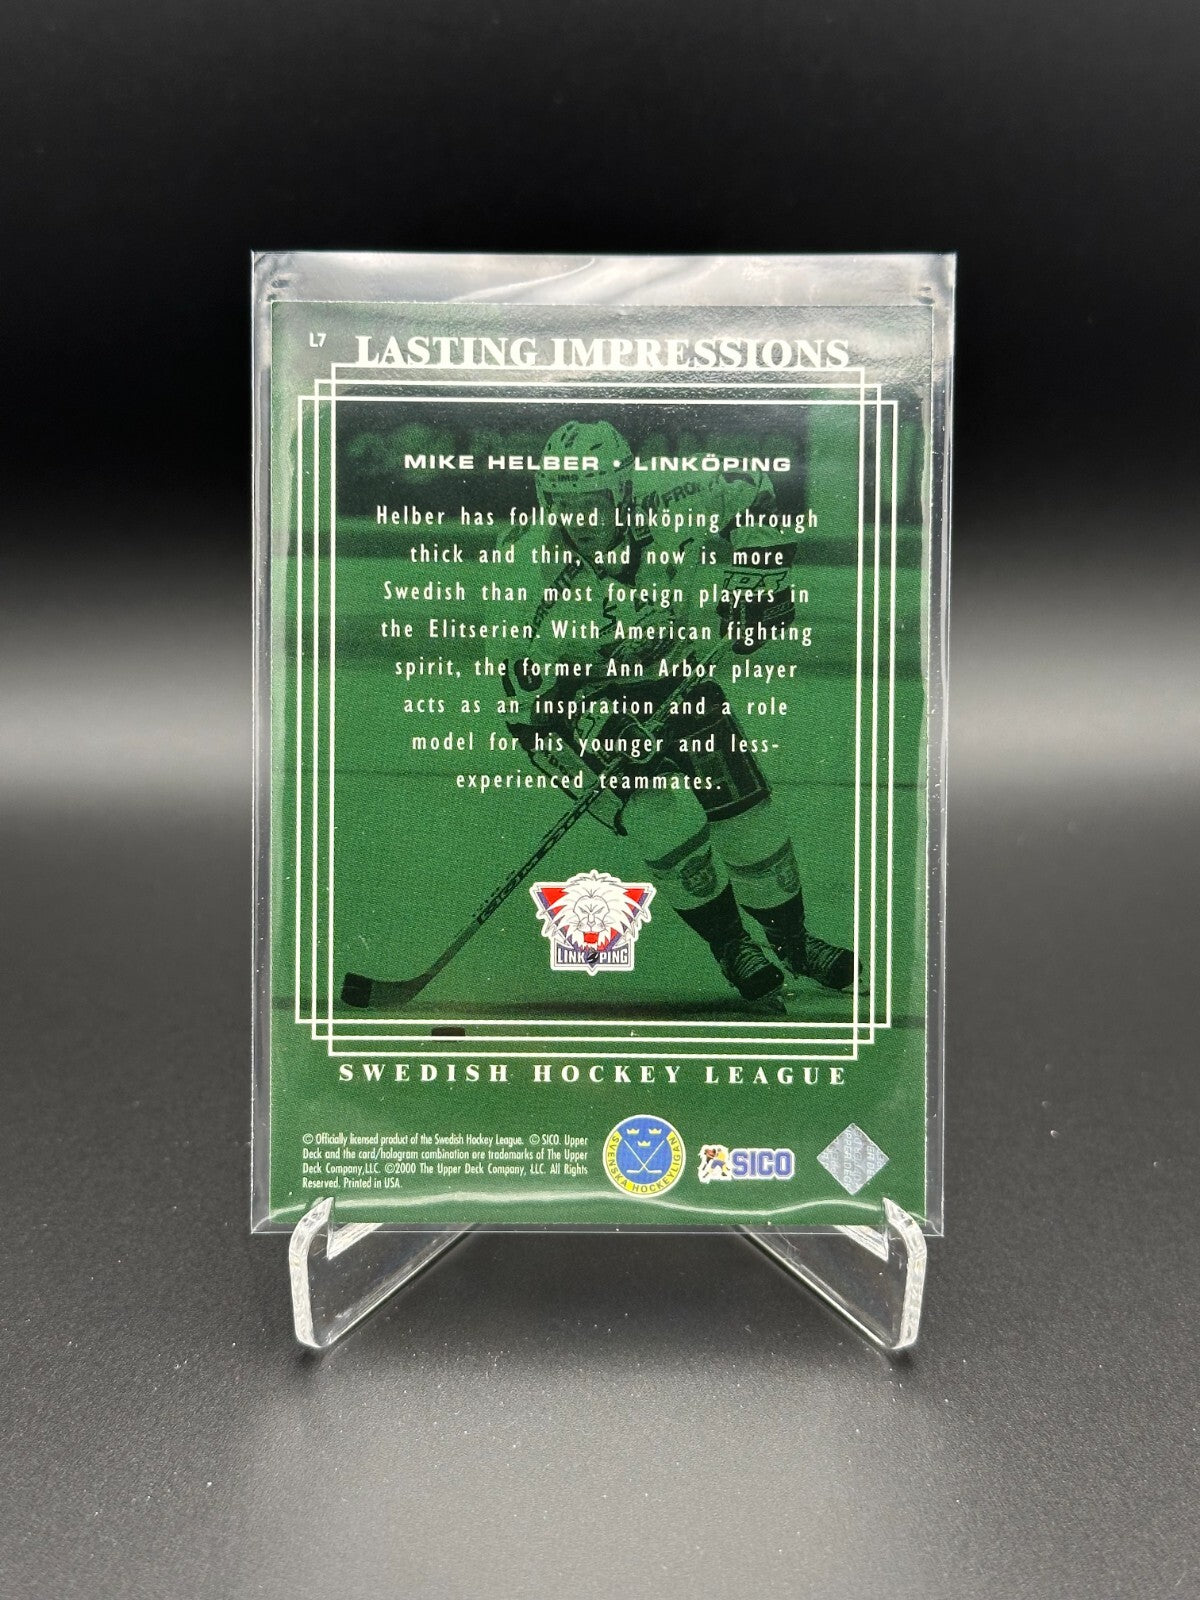 L7
LASTING IMPRESSIONS
MIKE HELBER • LINKÖPING
Helber has followed Linköping through
thick and thin, and now is more
Swedish than most foreign players in
the Elitserien. With American fighting
spirit, the former Ann Arbor player
acts as an inspiration and a role
model for his younger and less-
experienced teammates.
LINKÖPING
SWEDISH HOCKEY LEAGUE
© Officially licensed product of the Swedish Hockey League. © SICO. Upper
Deck and the card/hologram combination are trademarks of The Upper
Deck Company, LLC. ©2000 The Upper Deck Company, LLC. All Rights
Reserved. Printed in USA.
SVENSKA HOCKEYLIGAN
SICO